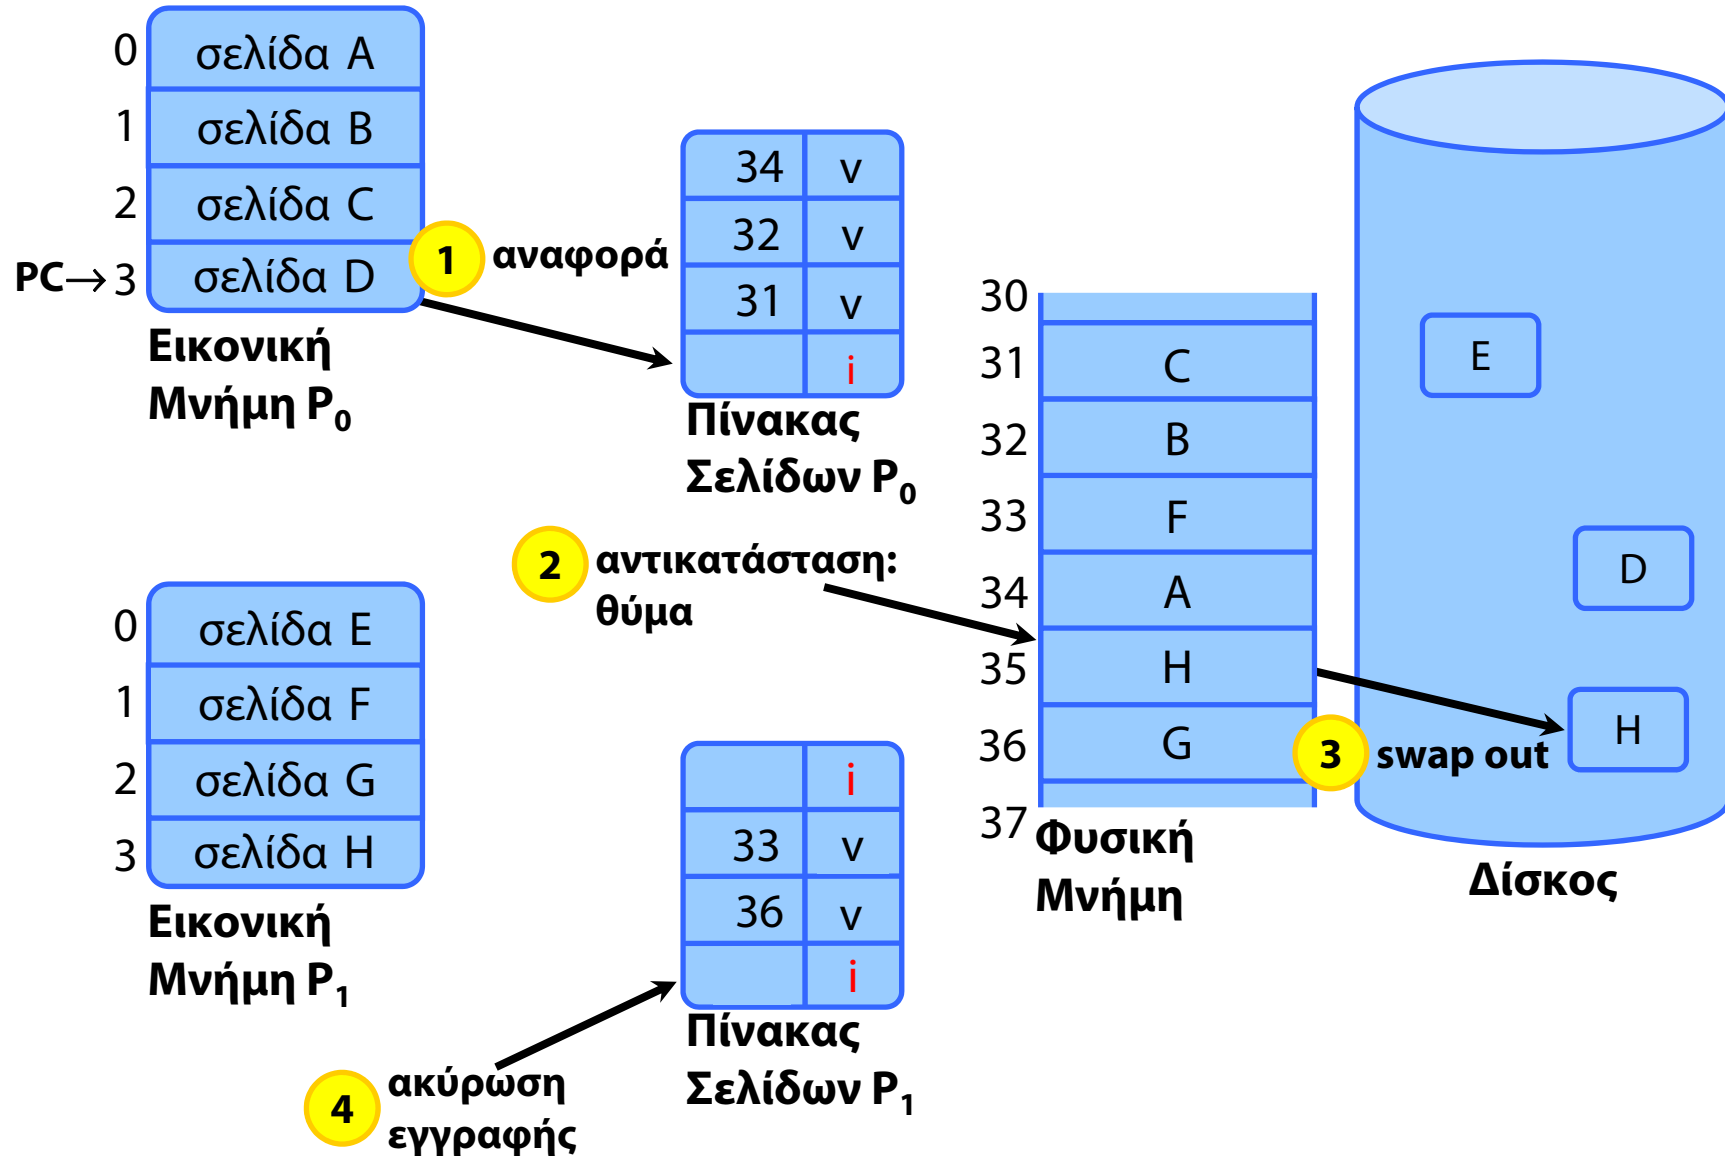 0 σελίδα A
1 σελίδα B
2 σελίδα C
PC→ 3 σελίδα D
Εικονική
Μνήμη P0
1 αναφορά
34 v
32 v
31 v
i
Πίνακας
Σελίδων P0
2 αντικατάσταση:
θύμα
0 σελίδα E
1 σελίδα F
2 σελίδα G
3 σελίδα H
Εικονική
Μνήμη P1
i
33 v
36 v
i
Πίνακας
Σελίδων P1
4 ακύρωση
εγγραφής
30
31 C
32 B
33 F
34 A
35 H
36 G
37
Φυσική
Μνήμη
3 swap out
E
D
H
Δίσκος